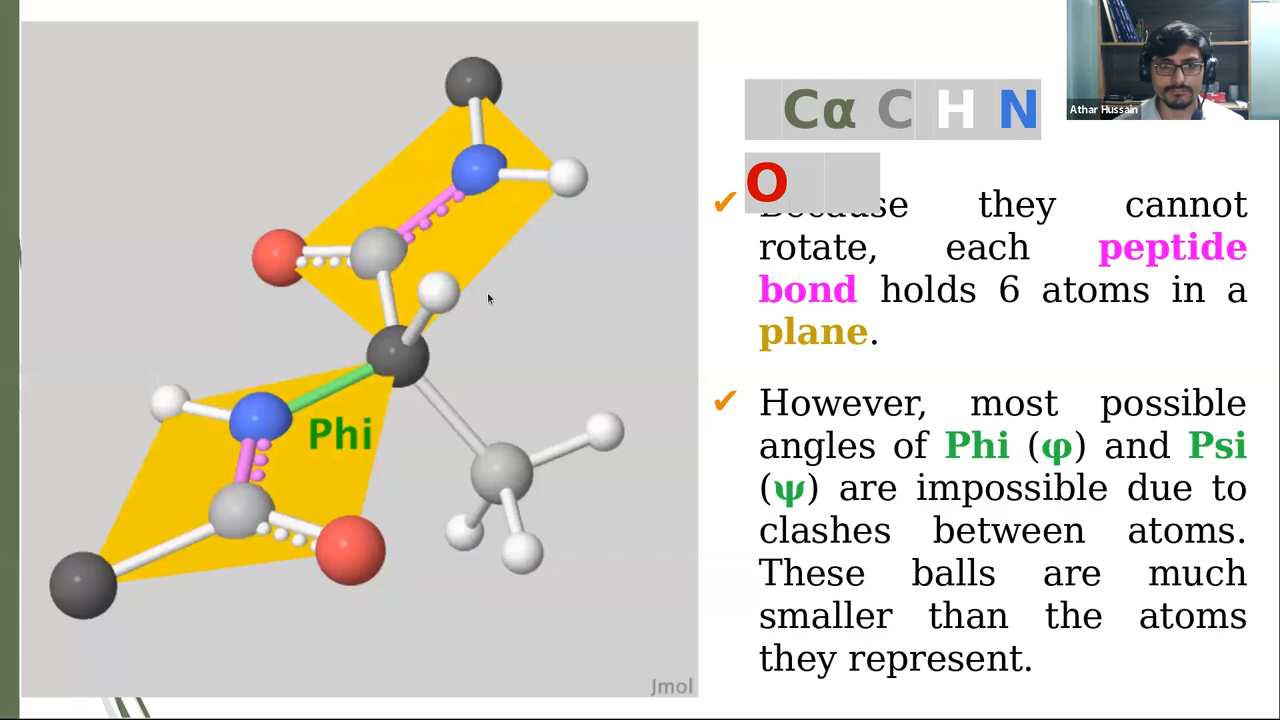 Cα C H N
O
Athar Hussain
✔ Because they cannot
rotate, each peptide
bond holds 6 atoms in a
plane.
✔ However, most possible
angles of Phi (φ) and Psi
(ψ) are impossible due to
clashes between atoms.
These balls are much
smaller than the atoms
they represent.
Phi
Jmol